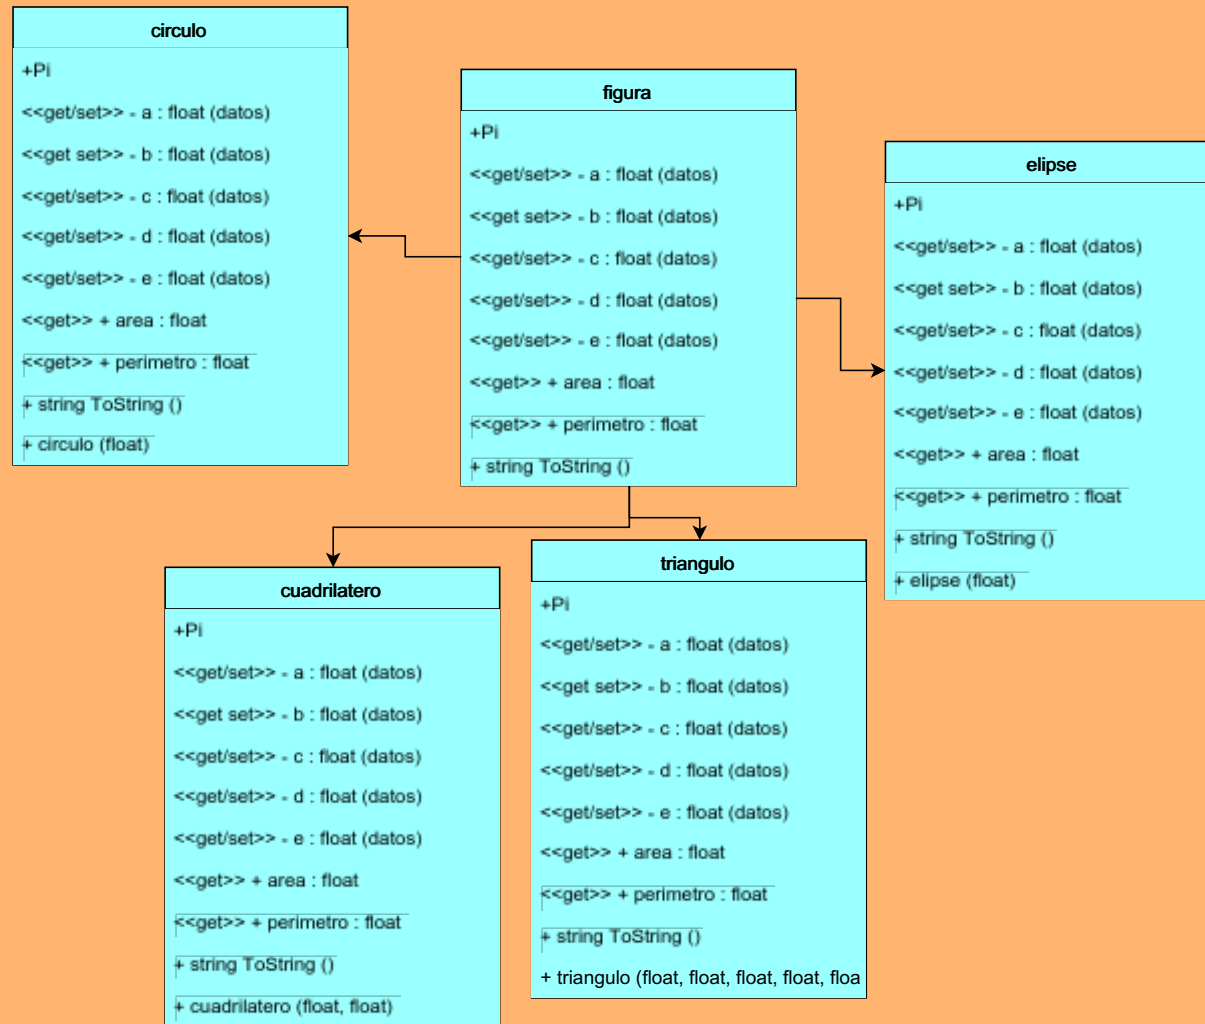 circulo
+Pi
<<get/set>> - a : float (datos)
<<get set>> - b : float (datos)
<<get/set>> - c : float (datos)
<<get/set>> - d : float (datos)
<<get/set>> - e : float (datos)
<<get>> + area : float
<<get>> + perimetro : float
+ string ToString ()
+ circulo (float)
figura
+Pi
<<get/set>> - a : float (datos)
<<get set>> - b : float (datos)
<<get/set>> - c : float (datos)
<<get/set>> - d : float (datos)
<<get/set>> - e : float (datos)
<<get>> + area : float
<<get>> + perimetro : float
+ string ToString ()
elipse
+Pi
<<get/set>> - a : float (datos)
<<get set>> - b : float (datos)
<<get/set>> - c : float (datos)
<<get/set>> - d : float (datos)
<<get/set>> - e : float (datos)
<<get>> + area : float
<<get>> + perimetro : float
+ string ToString ()
+ elipse (float)
cuadrilatero
+Pi
<<get/set>> - a : float (datos)
<<get set>> - b : float (datos)
<<get/set>> - c : float (datos)
<<get/set>> - d : float (datos)
<<get/set>> - e : float (datos)
<<get>> + area : float
<<get>> + perimetro : float
+ string ToString ()
+ cuadrilatero (float, float)
triangulo
+Pi
<<get/set>> - a : float (datos)
<<get set>> - b : float (datos)
<<get/set>> - c : float (datos)
<<get/set>> - d : float (datos)
<<get/set>> - e : float (datos)
<<get>> + area : float
<<get>> + perimetro : float
+ string ToString ()
+ triangulo (float, float, float, float, floa